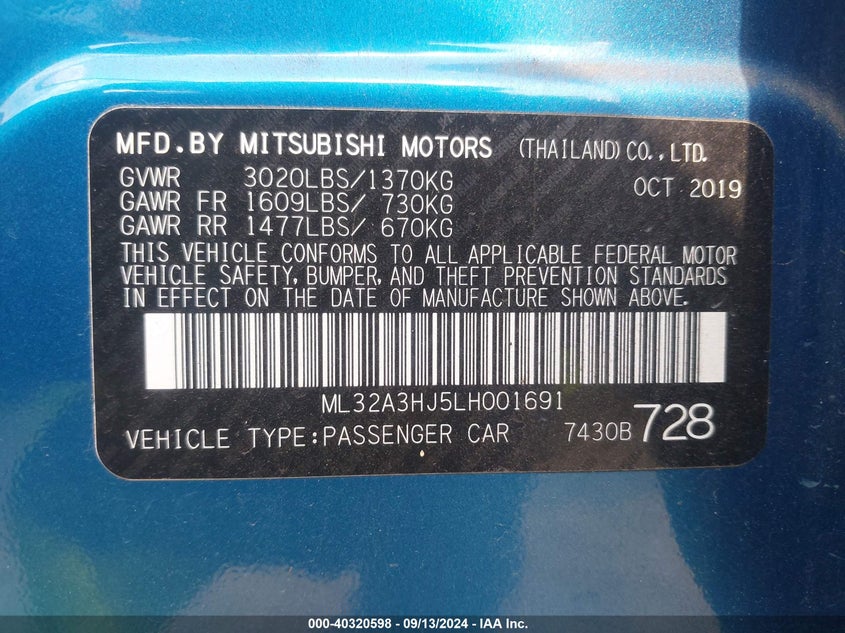 MFD.BY MITSUBISHI MOTORS (THAILAND) CO.,LTD.
GVWR 3020LBS/1370KG OCT 2019
GAWR FR 1609LBS/ 730KG
GAWR RR 1477LBS/ 670KG
THIS VEHICLE CONFORMS TO ALL APPLICABLE FEDERAL MOTOR
VEHICLE SAFETY, BUMPER, AND THEFT PREVENTION STANDARDS
IN EFFECT ON THE DATE OF MANUFACTURE SHOWN ABOVE.
ML32A3HJ5LH001691
VEHICLE TYPE:PASSENGER CAR 7430B 728
000-40320598 - 09/13/2024 - IAA Inc.